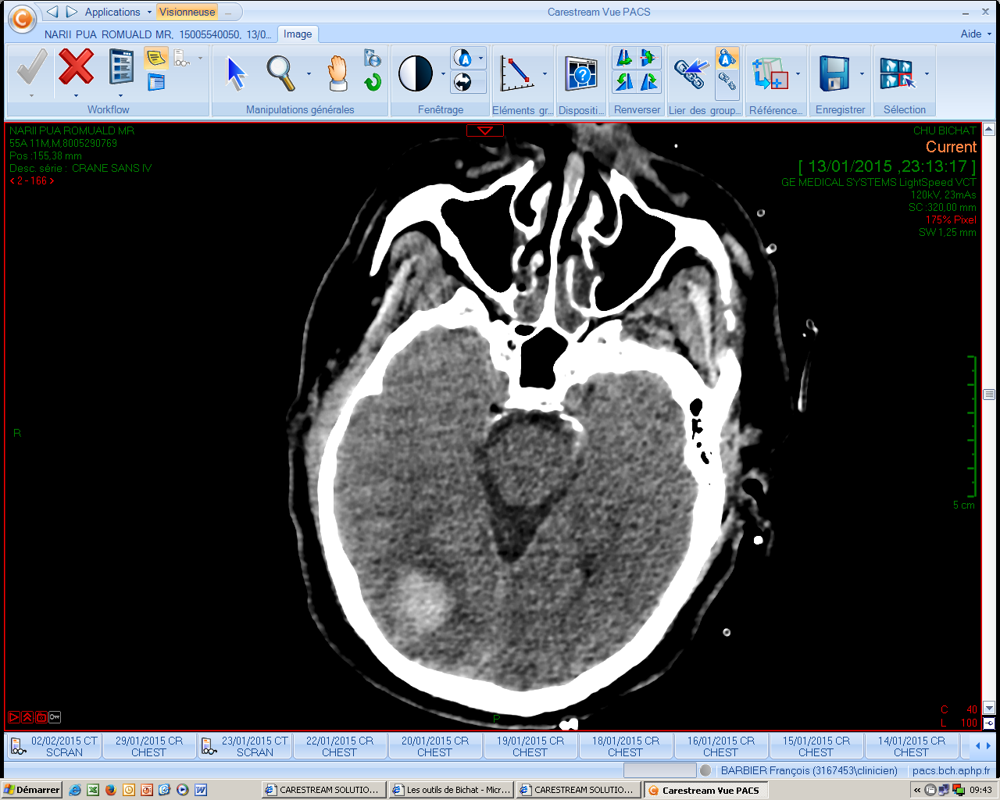 Applications
Visionneuse
Carestream Vue PACS
NARII PUA ROMUALD MR, 15005540050, 13/0...
Image
Aide
Workflow
Manipulations générales
Fenêtrage
Eléments gr...
Dispositi...
Renverser
Lier des group...
Référence...
Enregistrer
Sélection
NARII PUA ROMUALD MR
55A 11M,M,8005290769
Pos :155,38 mm
Desc. série : CRANE SANS IV
< 2 - 166 >
CHU BICHAT
Current
[ 13/01/2015 ,23:13:17 ]
GE MEDICAL SYSTEMS LightSpeed VCT
120kV, 23mAs
SC :320,00 mm
175% Pixel
SW 1,25 mm
R
5 cm
P
C 40
L 100
02/02/2015 CT
SCRAN
29/01/2015 CR
CHEST
23/01/2015 CT
SCRAN
22/01/2015 CR
CHEST
20/01/2015 CR
CHEST
19/01/2015 CR
CHEST
18/01/2015 CR
CHEST
16/01/2015 CR
CHEST
15/01/2015 CR
CHEST
14/01/2015 CR
CHEST
BARBIER François (3167453\clinicien)
pacs.bch.aphp.fr
Démarrer
CARESTREAM SOLUTIO...
Les outils de Bichat - Micr...
CARESTREAM SOLUTIO...
Carestream Vue PACS
09:43